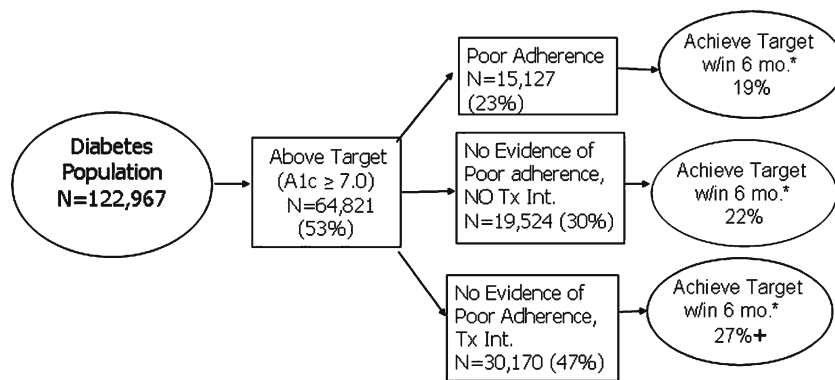 Diabetes
Population
N=122,967
Above Target
(A1c ≥ 7.0)
N=64,821
(53%)
Poor Adherence
N=15,127
(23%)
Achieve Target
w/in 6 mo.*
19%
No Evidence of
Poor adherence,
NO Tx Int.
N=19,524 (30%)
Achieve Target
w/in 6 mo.*
22%
No Evidence of
Poor Adherence,
Tx Int.
N=30,170 (47%)
Achieve Target
w/in 6 mo.*
27%+